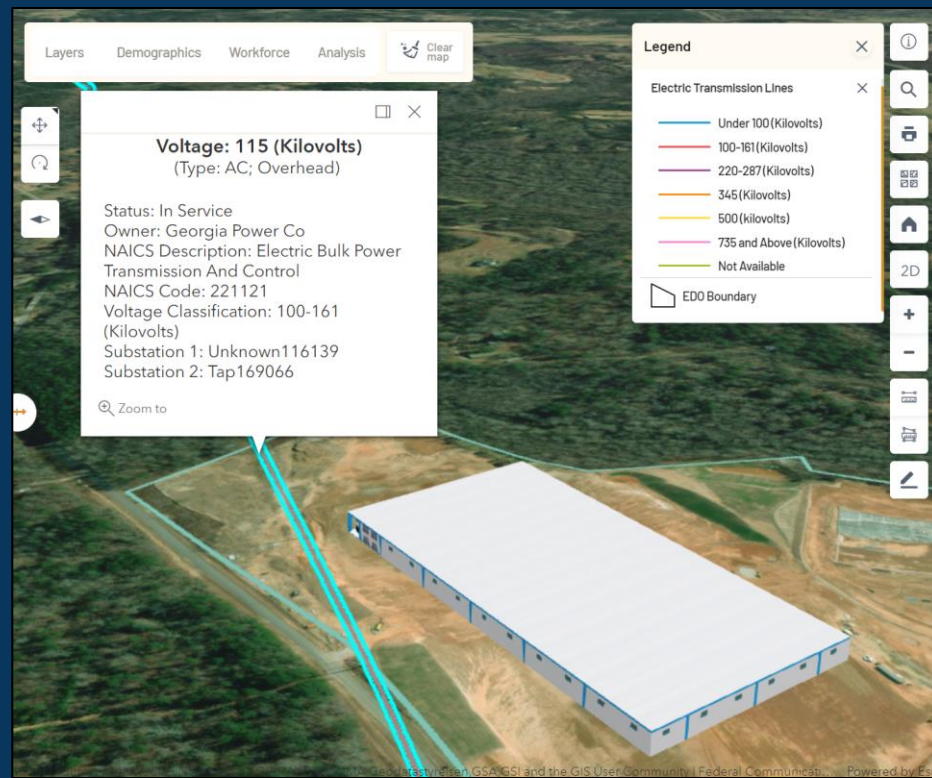 Layers
Demographics
Workforce
Analysis
Clear
map
Voltage: 115 (Kilovolts)
(Type: AC; Overhead)
Status: In Service
Owner: Georgia Power Co
NAICS Description: Electric Bulk Power
Transmission And Control
NAICS Code: 221121
Voltage Classification: 100-161
(Kilovolts)
Substation 1: Unknown116139
Substation 2: Tap169066
Zoom to
Legend
Electric Transmission Lines
Under 100 (Kilovolts)
100-161 (Kilovolts)
220-287 (Kilovolts)
345 (Kilovolts)
500 (kilovolts)
735 and Above (Kilovolts)
Not Available
EDO Boundary
2D
GSA, GSI and the GIS User Community | Federal Communicati... Powered by Es